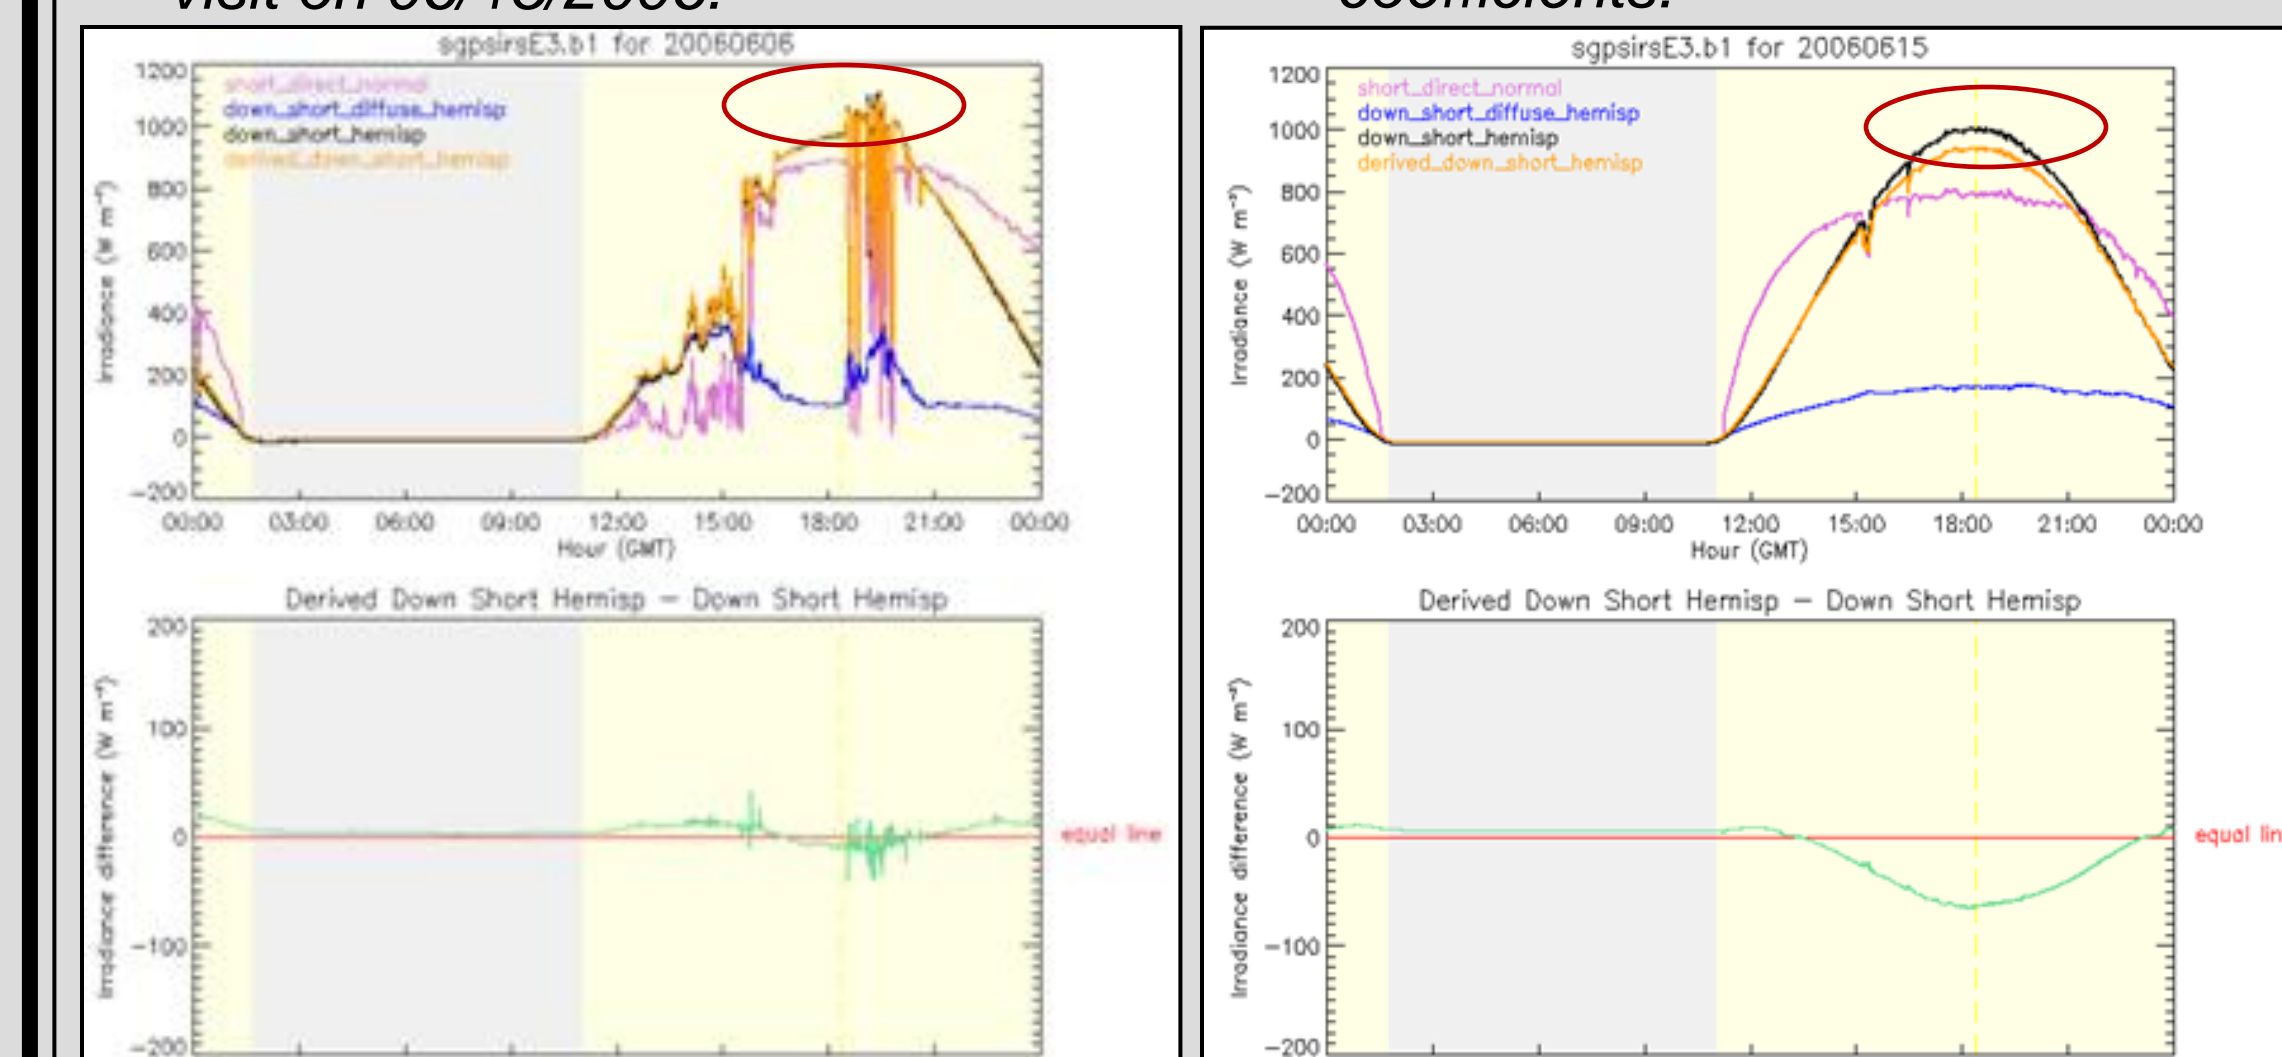 sgpsirsE3.b1 for 20060606
1200
1000
800
600
400
200
0
-200
short_direct_normal
down_short_diffuse_hemisp
down_short_hemisp
derived_down_short_hemisp
Irradiance (W m⁻²)
00:00 03:00 06:00 09:00 12:00 15:00 18:00 21:00 00:00
Hour (GMT)
Derived Down Short Hemisp - Down Short Hemisp
200
100
0
-100
-200
Irradiance difference (W m⁻²)
equal line
sgpsirsE3.b1 for 20060615
1200
1000
800
600
400
200
0
-200
short_direct_normal
down_short_diffuse_hemisp
down_short_hemisp
derived_down_short_hemisp
Irradiance (W m⁻²)
00:00 03:00 06:00 09:00 12:00 15:00 18:00 21:00 00:00
Hour (GMT)
Derived Down Short Hemisp - Down Short Hemisp
200
100
0
-100
-200
Irradiance difference (W m⁻²)
equal lin